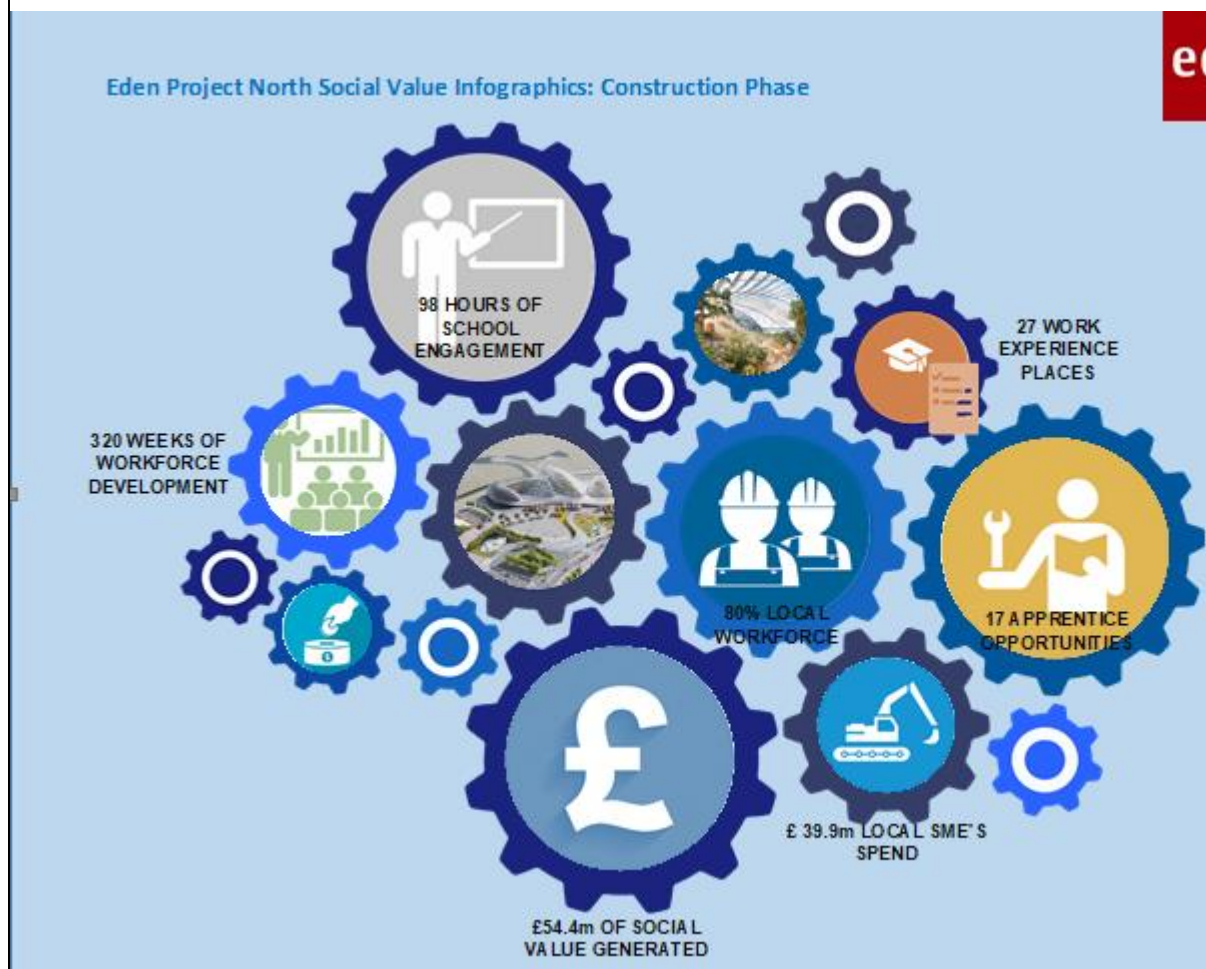 Eden Project North Social Value Infographics: Construction Phase
98 HOURS OF
SCHOOL
ENGAGEMENT
27 WORK
EXPERIENCE
PLACES
320 WEEKS OF
WORKFORCE
DEVELOPMENT
80% LOCAL
WORKFORCE
17 APPRENTICE
OPPORTUNITIES
£
£ 39.9m LOCAL SME'S
SPEND
£54.4m OF SOCIAL
VALUE GENERATED